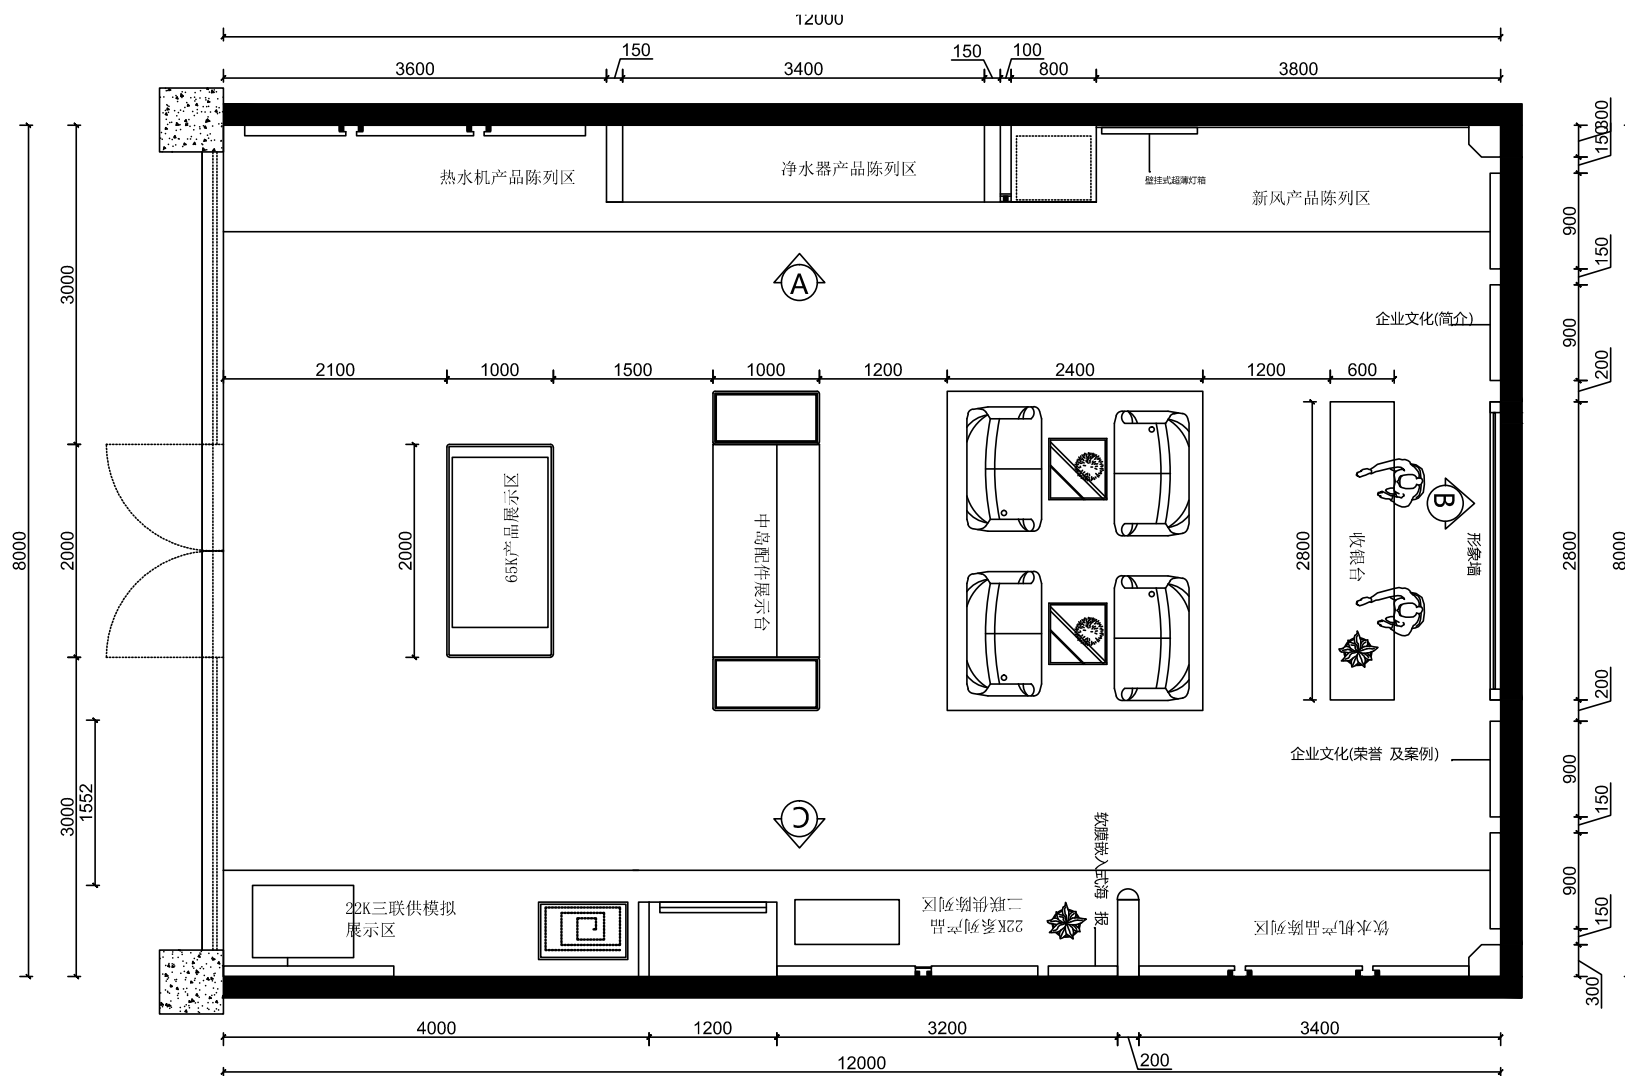 12000
150
150
100
3600
3400
800
3800
300
150
热水机产品陈列区
净水器产品陈列区
壁挂式超薄灯箱
新风产品陈列区
900
150
A
3000
企业文化(简介)
900
200
2100
1000
1500
1000
1200
2400
1200
600
8000
2000
2000
65K产品展示区
中岛配件展示台
2800
收银台
B
形象墙
2800
8000
200
企业文化(荣誉 及案例)
900
150
3000
1552
C
软膜嵌入式海 报
900
22K三联供模拟
展示区
22K系列产品
二联供陈列区
饮水机产品陈列区
150
300
4000
1200
3200
200
3400
12000